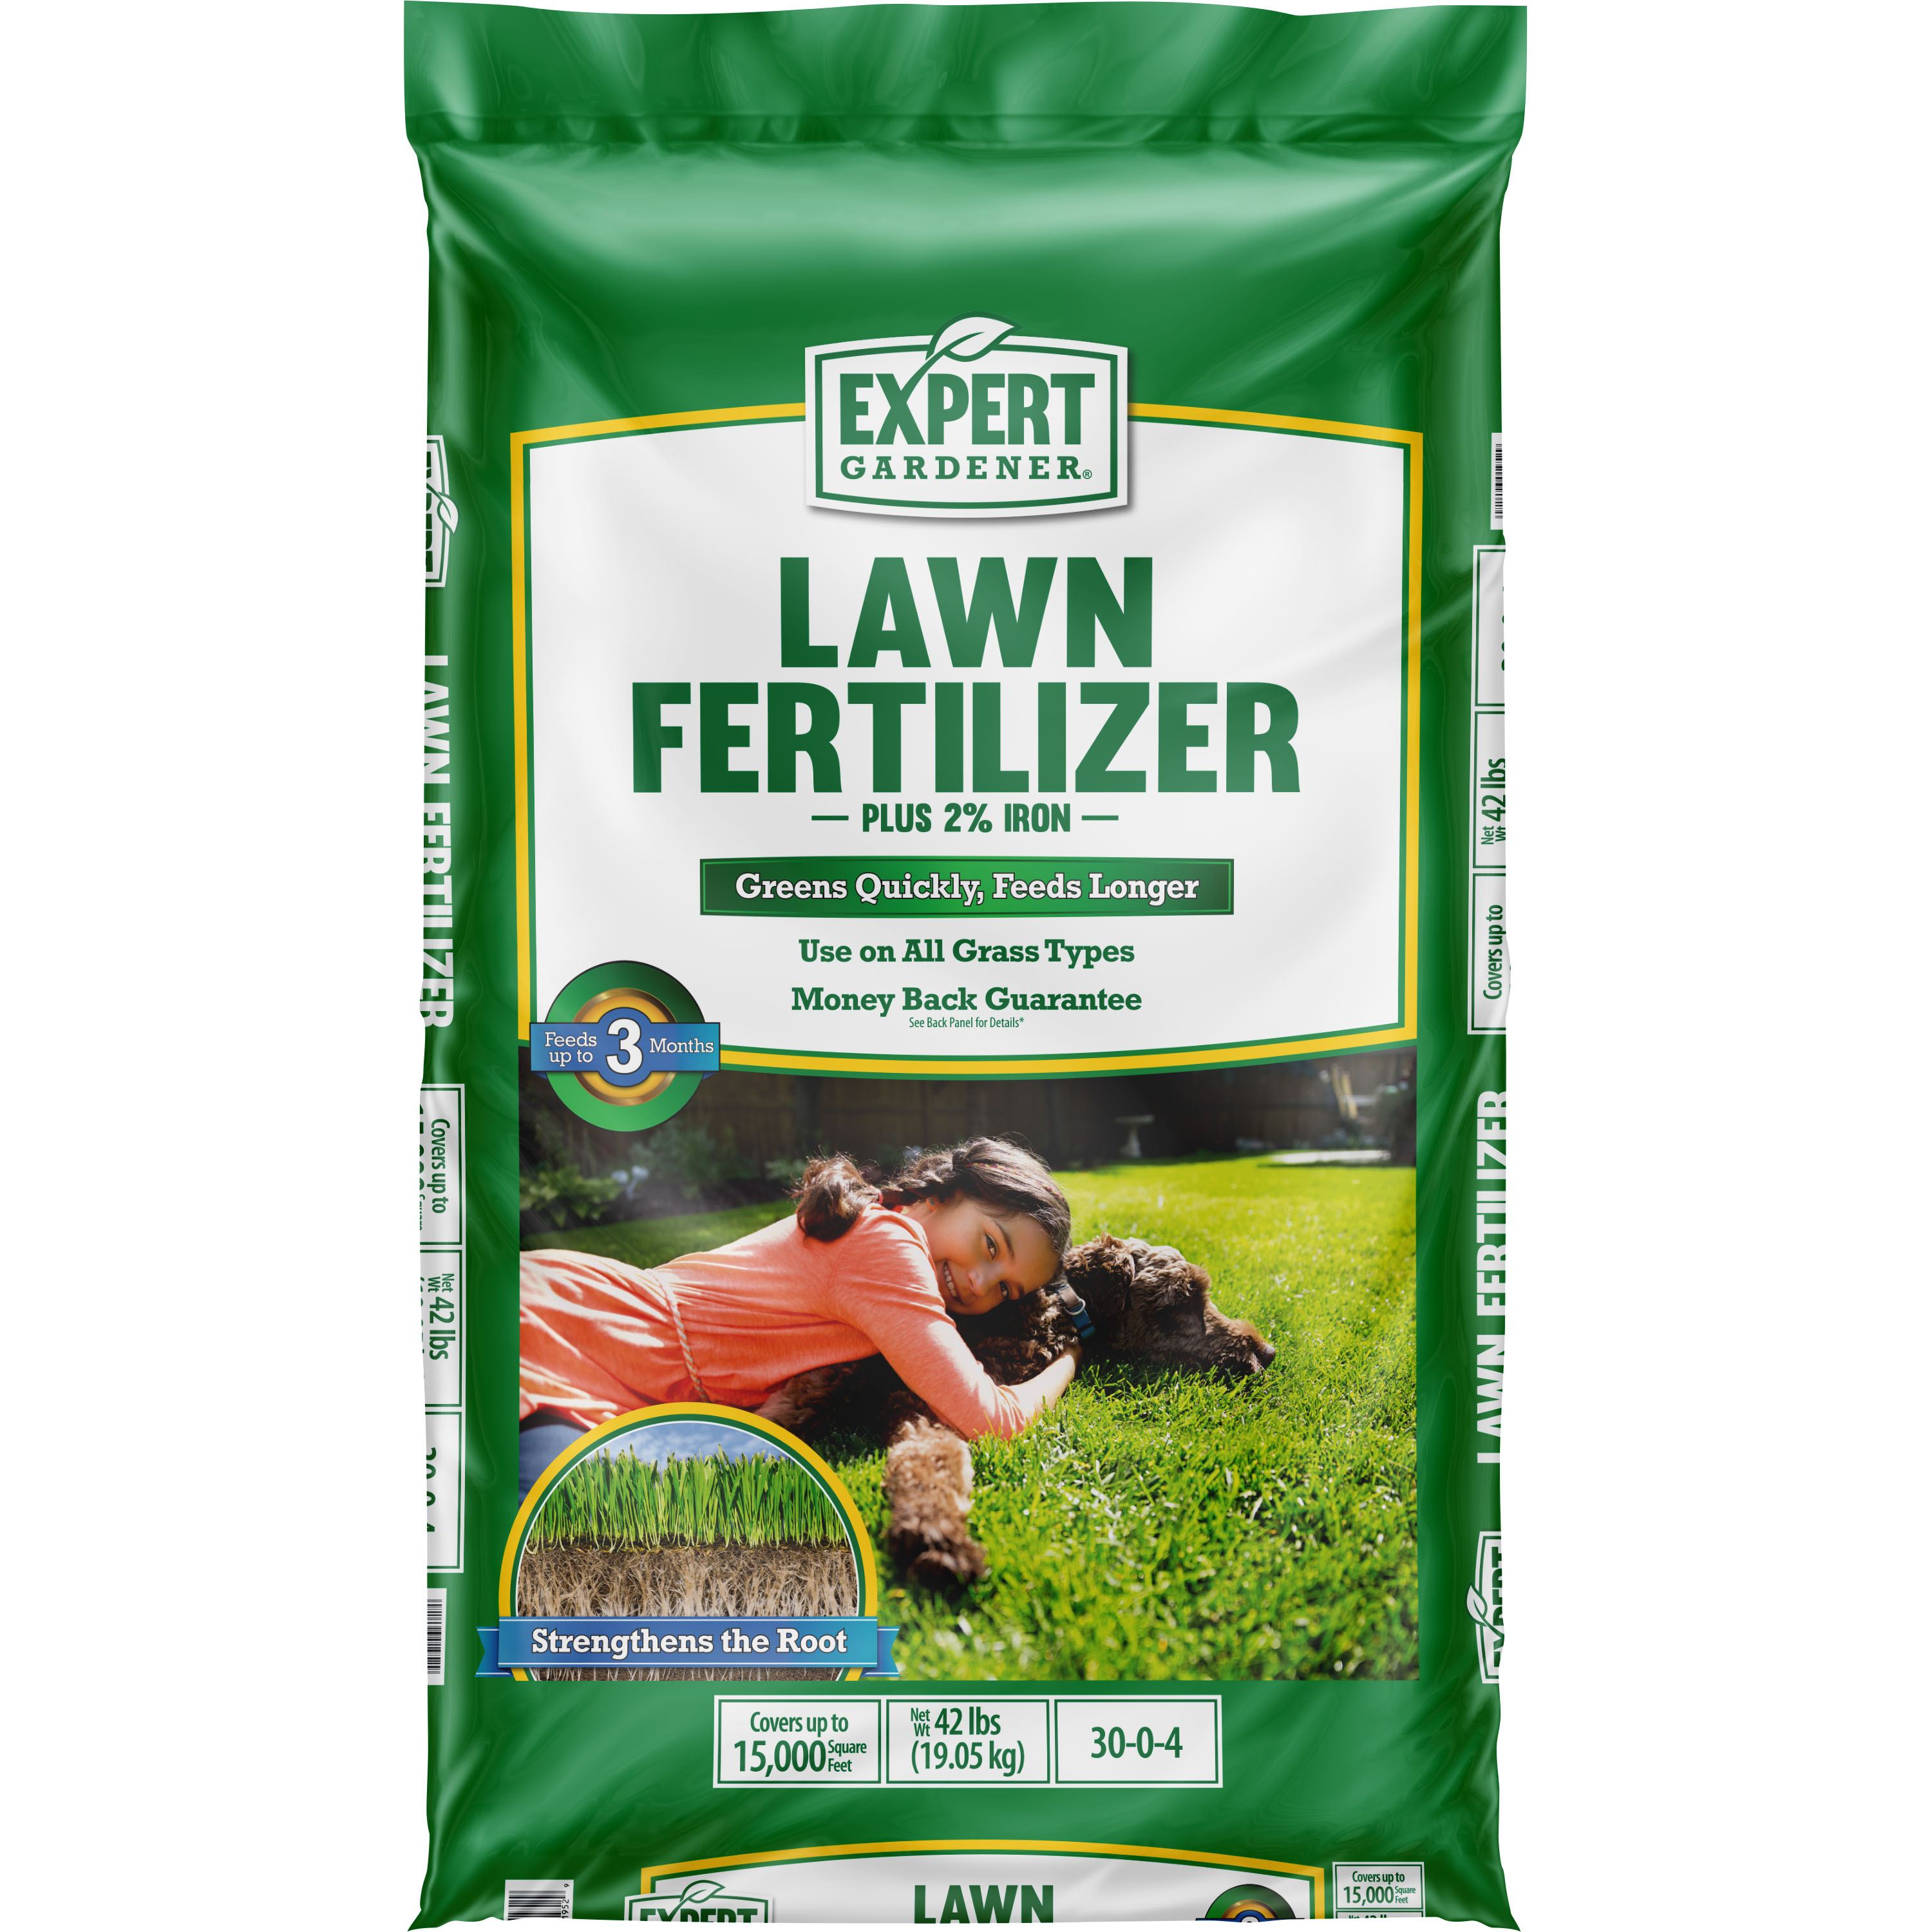 EXPERT
GARDENER®
LAWN
FERTILIZER
PLUS 2% IRON
Greens Quickly, Feeds Longer
Use on All Grass Types
Money Back Guarantee
See Back Panel for Details*
Feeds
up to 3 Months
Strengthens the Root
Covers up to
15,000 Square
Feet
Net
Wt 42 lbs
(19.05 kg)
30-0-4
LAWN FERTILIZER
Covers up to
Net
Wt 42 lbs
Net
Wt 42 lbs
Covers up to
LAWN FERTILIZER
EXPERT
LAWN
Covers up to
15,000 Square
Feet